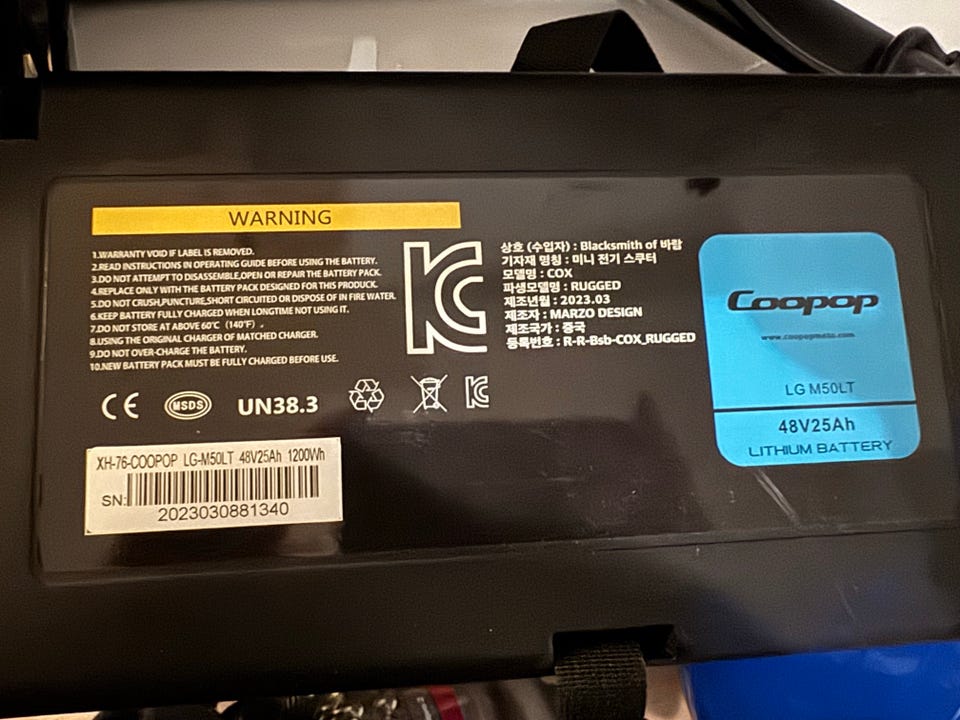 WARNING
1.WARRANTY VOID IF LABEL IS REMOVED.
2.READ INSTRUCTIONS IN OPERATING GUIDE BEFORE USING THE BATTERY.
3.DO NOT ATTEMPT TO DISASSEMBLE,OPEN OR REPAIR THE BATTERY PACK.
4.REPLACE ONLY WITH THE BATTERY PACK DESIGNED FOR THIS PRODUCK.
5.DO NOT CRUSH,PUNCTURE,SHORT CIRCUITED OR DISPOSE OF IN FIRE WATER.
6.KEEP BATTERY FULLY CHARGED WHEN LONGTIME NOT USING IT.
7.DO NOT STORE AT ABOVE 60℃ (140℉) .
8.USING THE ORIGINAL CHARGER OF MATCHED CHARGER.
9.DO NOT OVER-CHARGE THE BATTERY.
10.NEW BATTERY PACK MUST BE FULLY CHARGED BEFORE USE.
CE MSDS UN38.3
XH-76-COOPOP LG-M50LT 48V25Ah 1200Wh
SN:
2023030881340
KC
상호 (수입자) : Blacksmith of 바람
기자재 명칭 : 미니 전기 스쿠터
모델명 : COX
파생모델명 : RUGGED
제조년월 : 2023.03
제조자 : MARZO DESIGN
제조국가 : 중국
등록번호 : R-R-Bsb-COX_RUGGED
KC
Coopop
www.coopopmoto.com
LG M50LT
48V25Ah
LITHIUM BATTERY